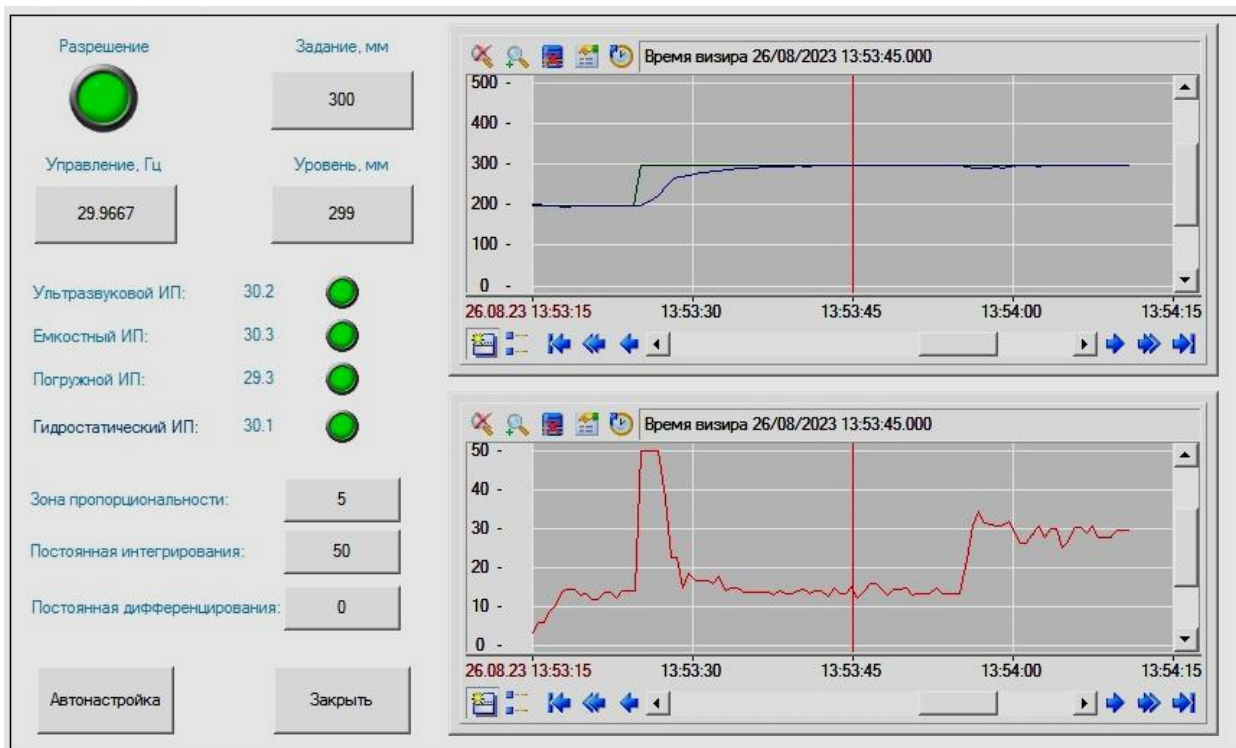 Разрешение
Задание, мм
300
Управление, Гц
Уровень, мм
29.9667
299
Ультразвуковой ИП: 30.2
Емкостный ИП: 30.3
Погружной ИП: 29.3
Гидростатический ИП: 30.1
Зона пропорциональности: 5
Постоянная интегрирования: 50
Постоянная дифференцирования: 0
Автонастройка
Закрыть
Время визира 26/08/2023 13:53:45.000
500 -
400 -
300 -
200 -
100 -
0 -
26.08.23 13:53:15 13:53:30 13:53:45 13:54:00 13:54:15
Время визира 26/08/2023 13:53:45.000
50 -
40 -
30 -
20 -
10 -
0 -
26.08.23 13:53:15 13:53:30 13:53:45 13:54:00 13:54:15